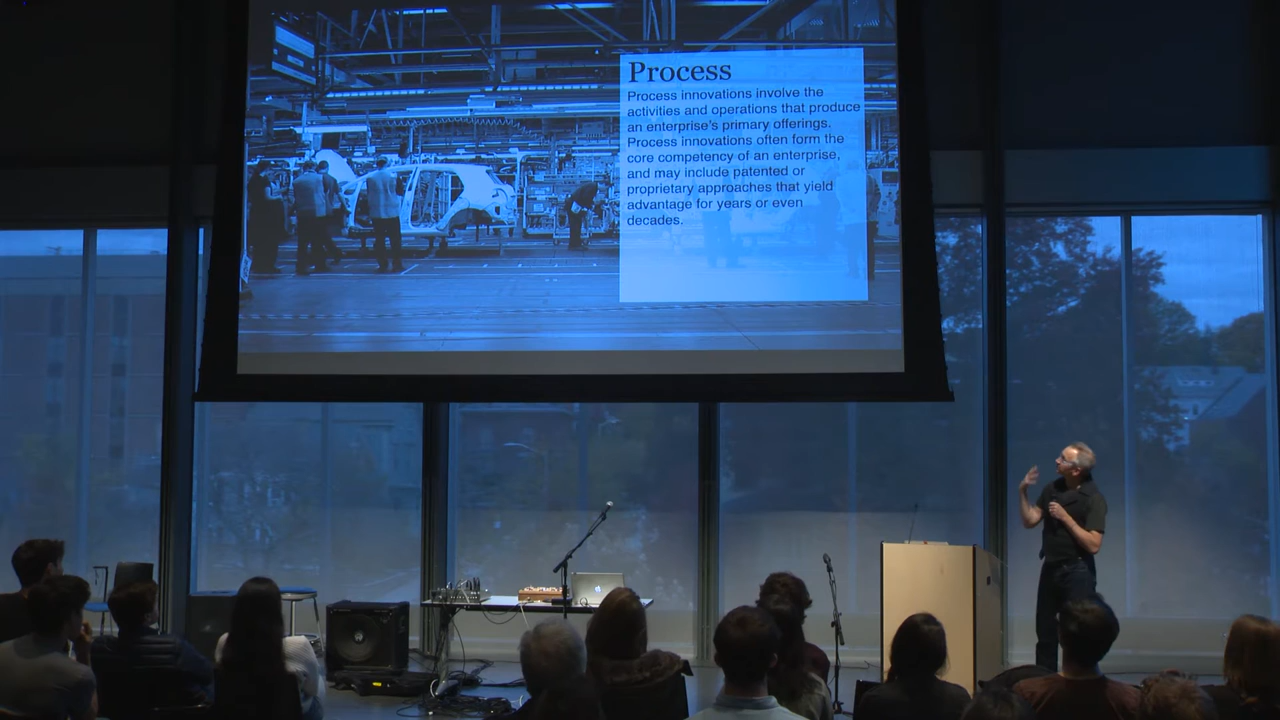 Process
Process innovations involve the
activities and operations that produce
an enterprise's primary offerings.
Process innovations often form the
core competency of an enterprise,
and may include patented or
proprietary approaches that yield
advantage for years or even
decades.